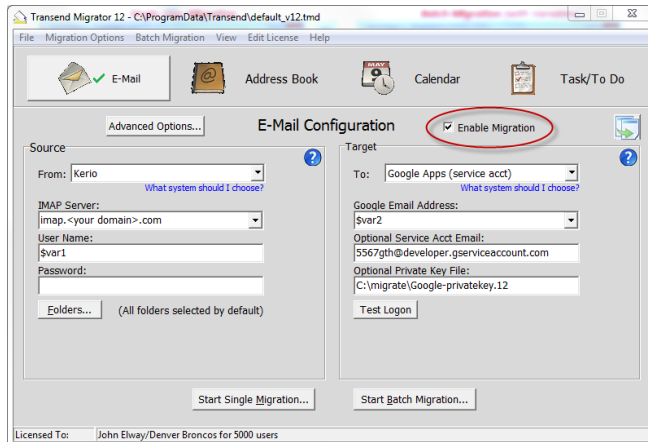 Transend Migrator 12 - C:\ProgramData\Transend\default_v12.tmd
File Migration Options Batch Migration View Edit License Help
E-Mail Address Book Calendar Task/To Do
MAY
9
Advanced Options... E-Mail Configuration Enable Migration
Source
From: Kerio
What system should I choose?
IMAP Server:
imap.<your domain>.com
User Name:
$var1
Password:
Folders... (All folders selected by default)
Target
To: Google Apps (service acct)
What system should I choose?
Google Email Address:
$var2
Optional Service Acct Email:
5567gth@developer.gserviceaccount.com
Optional Private Key File:
C:\migrate\Google-privatekey.12
Test Logon
Start Single Migration... Start Batch Migration...
Licensed To: John Elway/Denver Broncos for 5000 users